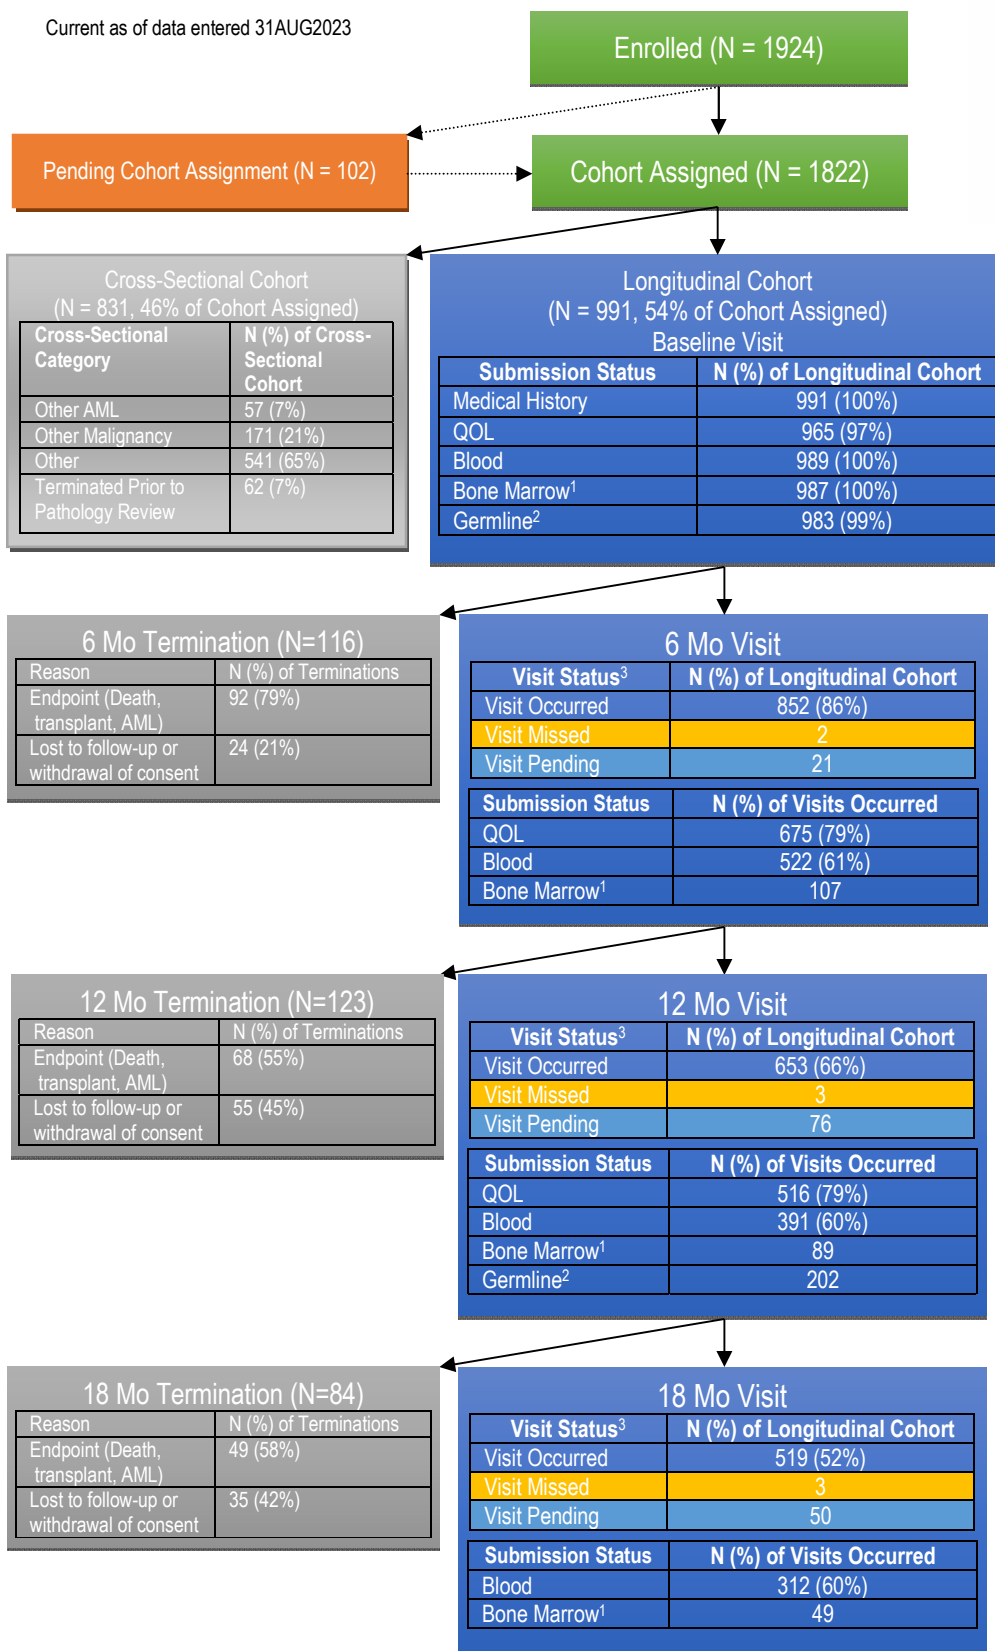 Current as of data entered 31AUG2023
Enrolled (N = 1924)
Pending Cohort Assignment (N = 102)
Cohort Assigned (N = 1822)
Cross-Sectional Cohort
(N = 831, 46% of Cohort Assigned)
Cross-Sectional Category
N (%) of Cross-Sectional Cohort
Other AML 57 (7%)
Other Malignancy 171 (21%)
Other 541 (65%)
Terminated Prior to Pathology Review 62 (7%)
Longitudinal Cohort
(N = 991, 54% of Cohort Assigned)
Baseline Visit
Submission Status N (%) of Longitudinal Cohort
Medical History 991 (100%)
QOL 965 (97%)
Blood 989 (100%)
Bone Marrow¹ 987 (100%)
Germline² 983 (99%)
6 Mo Termination (N=116)
Reason N (%) of Terminations
Endpoint (Death, transplant, AML) 92 (79%)
Lost to follow-up or withdrawal of consent 24 (21%)
6 Mo Visit
Visit Status³ N (%) of Longitudinal Cohort
Visit Occurred 852 (86%)
Visit Missed 2
Visit Pending 21
Submission Status N (%) of Visits Occurred
QOL 675 (79%)
Blood 522 (61%)
Bone Marrow¹ 107
12 Mo Termination (N=123)
Reason N (%) of Terminations
Endpoint (Death, transplant, AML) 68 (55%)
Lost to follow-up or withdrawal of consent 55 (45%)
12 Mo Visit
Visit Status³ N (%) of Longitudinal Cohort
Visit Occurred 653 (66%)
Visit Missed 3
Visit Pending 76
Submission Status N (%) of Visits Occurred
QOL 516 (79%)
Blood 391 (60%)
Bone Marrow¹ 89
Germline² 202
18 Mo Termination (N=84)
Reason N (%) of Terminations
Endpoint (Death, transplant, AML) 49 (58%)
Lost to follow-up or withdrawal of consent 35 (42%)
18 Mo Visit
Visit Status³ N (%) of Longitudinal Cohort
Visit Occurred 519 (52%)
Visit Missed 3
Visit Pending 50
Submission Status N (%) of Visits Occurred
Blood 312 (60%)
Bone Marrow¹ 49